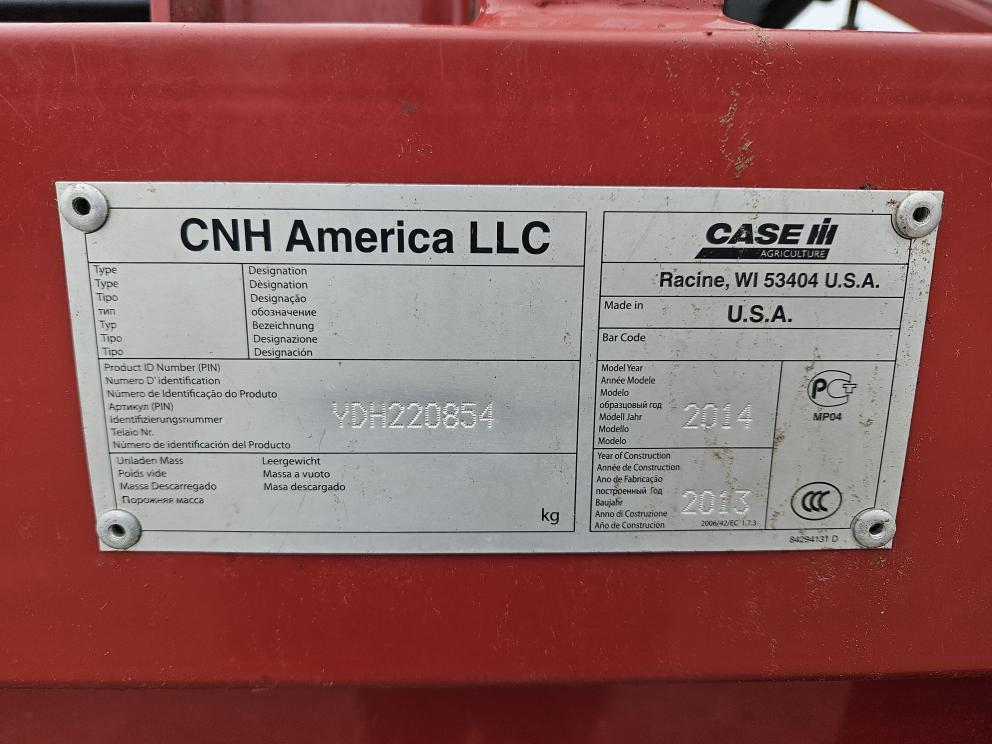 CNH America LLC
Type
Type
Tipo
тип
Typ
Tipo
Tipo
Designation
Dèsignation
Designação
обозначение
Bezeichnung
Designazione
Designación
Product ID Number (PIN)
Numero D' identification
Número de Identificação do Produto
Артикул (PIN)
Identifizierungsnummer
Telaio Nr.
Número de identificación del Producto
YDH220854
Unladen Mass
Poids vide
Massa Descarregado
Порожняя масса
Leergewicht
Massa a vuoto
Masa descargado
kg
CASE IH
AGRICULTURE
Racine, WI 53404 U.S.A.
Made in
U.S.A.
Bar Code
Model Year
Année Modele
Modelo
образцовый год
Modell Jahr
Modello
Modelo
2014
Year of Construction
Année de Construction
Ano de Fabricação
построенный Год
Baujahr
Anno di Costruzione
Año de Construción
2013
2006/42/EC 1.7.3
PCT
MP04
CCC
84294131 D